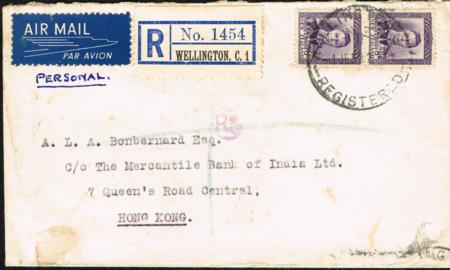 AIR MAIL
PAR AVION
R No. 1454
WELLINGTON, C. 1
REGISTERED
PERSONAL.
R
A. L. A. Bonbernard Esq.
C/o The Mercantile Bank of India Ltd.
7 Queen's Road Central,
HONG KONG.